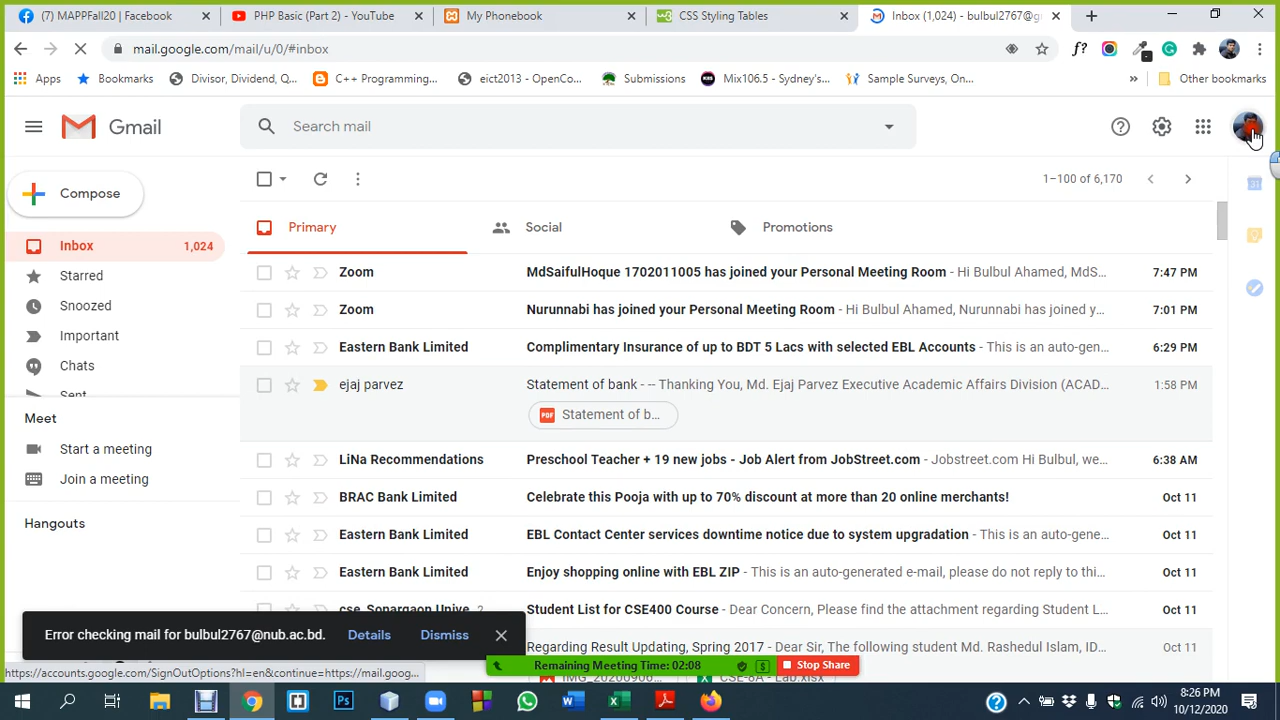 (7) MAPPFall20 | Facebook
PHP Basic (Part 2) - YouTube
My Phonebook
CSS Styling Tables
Inbox (1,024) - bulbul2767@g
mail.google.com/mail/u/0/#inbox
f?
Apps
Bookmarks
Divisor, Dividend, Q...
C++ Programming...
eict2013 - OpenCo...
Submissions
Mix106.5 - Sydney's...
Sample Surveys, On...
Other bookmarks
Gmail
Search mail
Compose
1–100 of 6,170
Primary
Social
Promotions
Inbox 1,024
Starred
Snoozed
Important
Chats
Sent
Meet
Start a meeting
Join a meeting
Hangouts
Zoom MdSaifulHoque 1702011005 has joined your Personal Meeting Room - Hi Bulbul Ahamed, MdS... 7:47 PM
Zoom Nurunnabi has joined your Personal Meeting Room - Hi Bulbul Ahamed, Nurunnabi has joined y... 7:01 PM
Eastern Bank Limited Complimentary Insurance of up to BDT 5 Lacs with selected EBL Accounts - This is an auto-gen... 6:29 PM
ejaj parvez Statement of bank - -- Thanking You, Md. Ejaj Parvez Executive Academic Affairs Division (ACAD... 1:58 PM
PDF Statement of b...
LiNa Recommendations Preschool Teacher + 19 new jobs - Job Alert from JobStreet.com - Jobstreet.com Hi Bulbul, we... 6:38 AM
BRAC Bank Limited Celebrate this Pooja with up to 70% discount at more than 20 online merchants! Oct 11
Eastern Bank Limited EBL Contact Center services downtime notice due to system upgradation - This is an auto-gene... Oct 11
Eastern Bank Limited Enjoy shopping online with EBL ZIP - This is an auto-generated e-mail, please do not reply to thi... Oct 11
cse, Sonargaon Unive. 2 Student List for CSE400 Course - Dear Concern, Please find the attachment regarding Student L... Oct 11
Regarding Result Updating, Spring 2017 - Dear Sir, The following student Md. Rashedul Islam, ID... Oct 11
IMG_20200906...
CSE-8A - Lab.xlsx
Error checking mail for bulbul2767@nub.ac.bd. Details Dismiss
Remaining Meeting Time: 02:08
Stop Share
https://accounts.google.com/SignOutOptions?hl=en&continue=https://mail.goog...
8:26 PM
10/12/2020